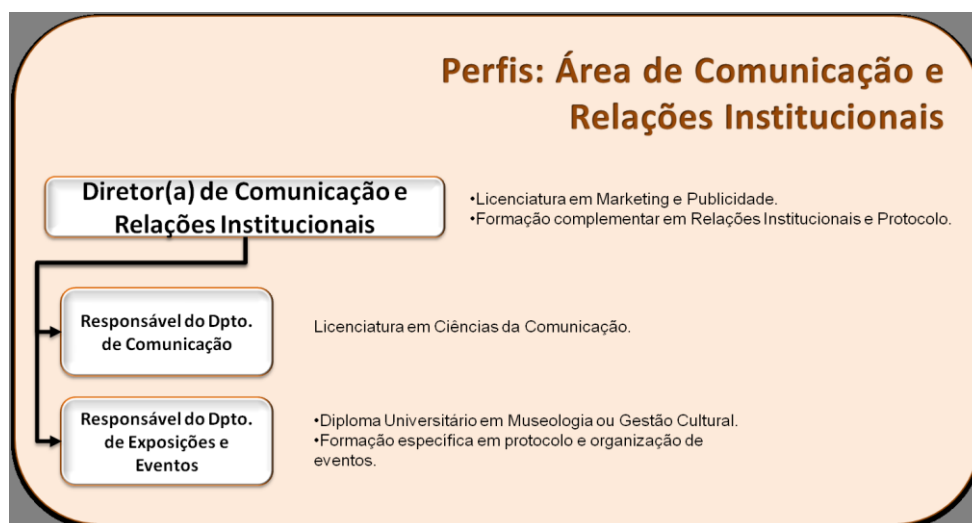 Perfis: Área de Comunicação e
Relações Institucionais
Diretor(a) de Comunicação e
Relações Institucionais
•Licenciatura em Marketing e Publicidade.
•Formação complementar em Relações Institucionais e Protocolo.
Responsável do Dpto.
de Comunicação
Licenciatura em Ciências da Comunicação.
Responsável do Dpto.
de Exposições e
Eventos
•Diploma Universitário em Museologia ou Gestão Cultural.
•Formação específica em protocolo e organização de
eventos.